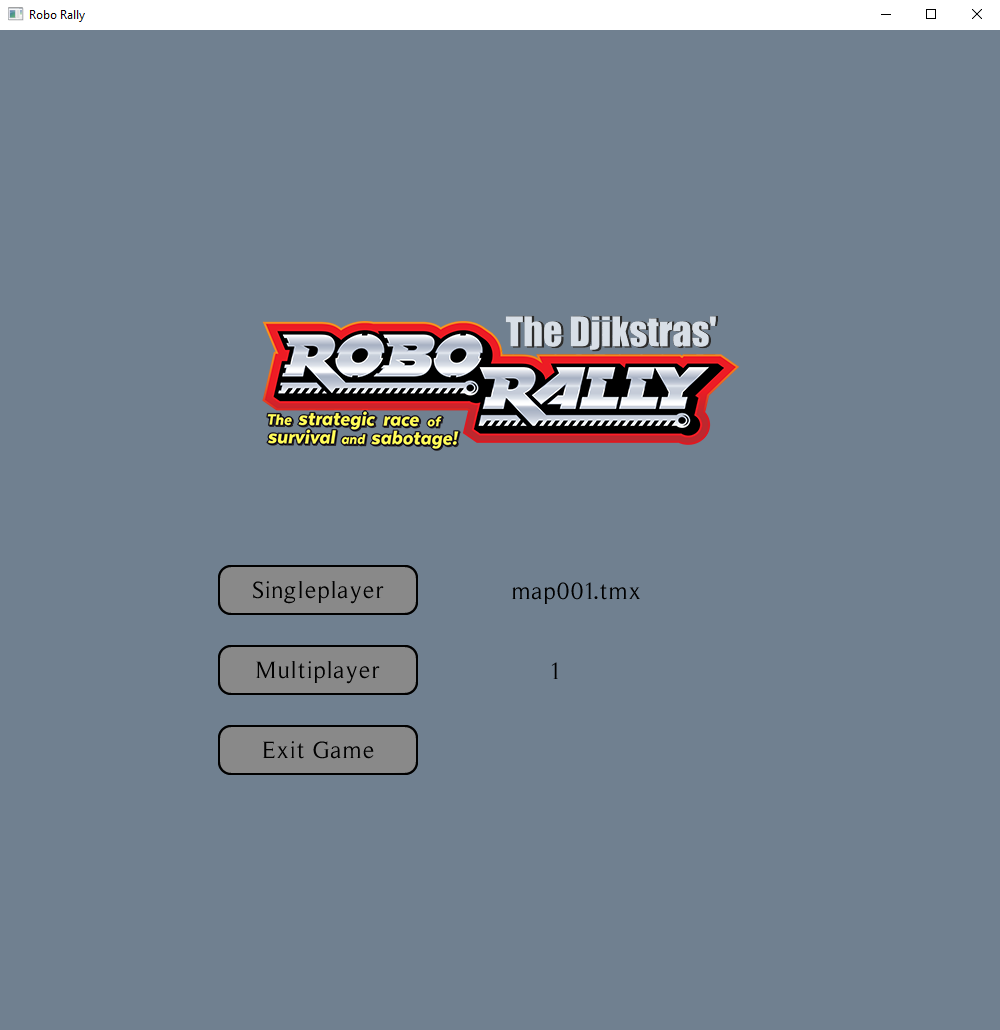 Robo Rally
The Djikstras'
ROBO
RALLY
The strategic race of
survival and sabotage!
Singleplayer
map001.tmx
Multiplayer
1
Exit Game